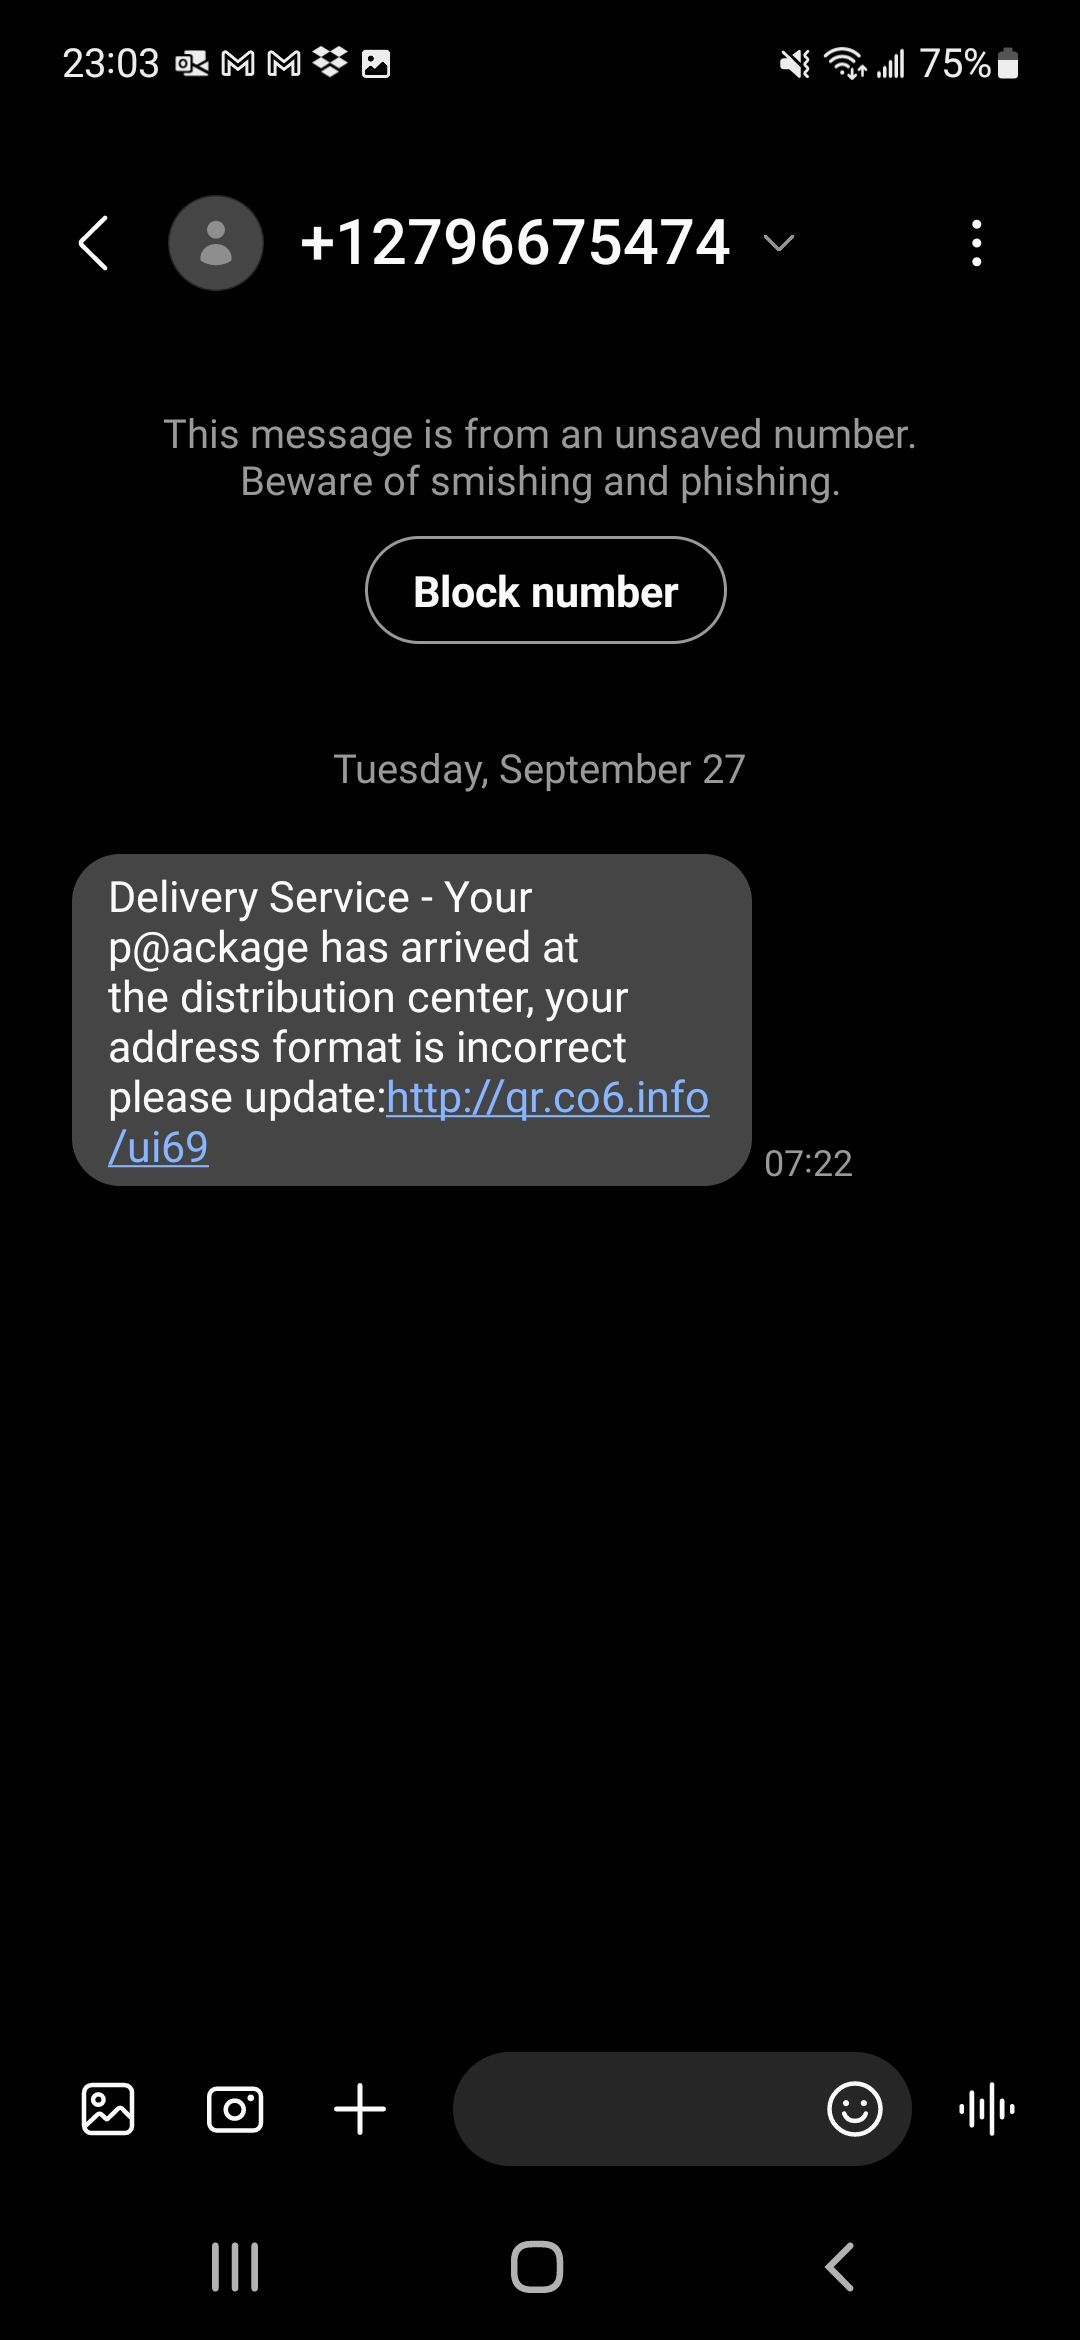 23:03
75%
+12796675474
This message is from an unsaved number.
Beware of smishing and phishing.
Block number
Tuesday, September 27
Delivery Service - Your
p@ackage has arrived at
the distribution center, your
address format is incorrect
please update:http://qr.co6.info
/ui69
07:22